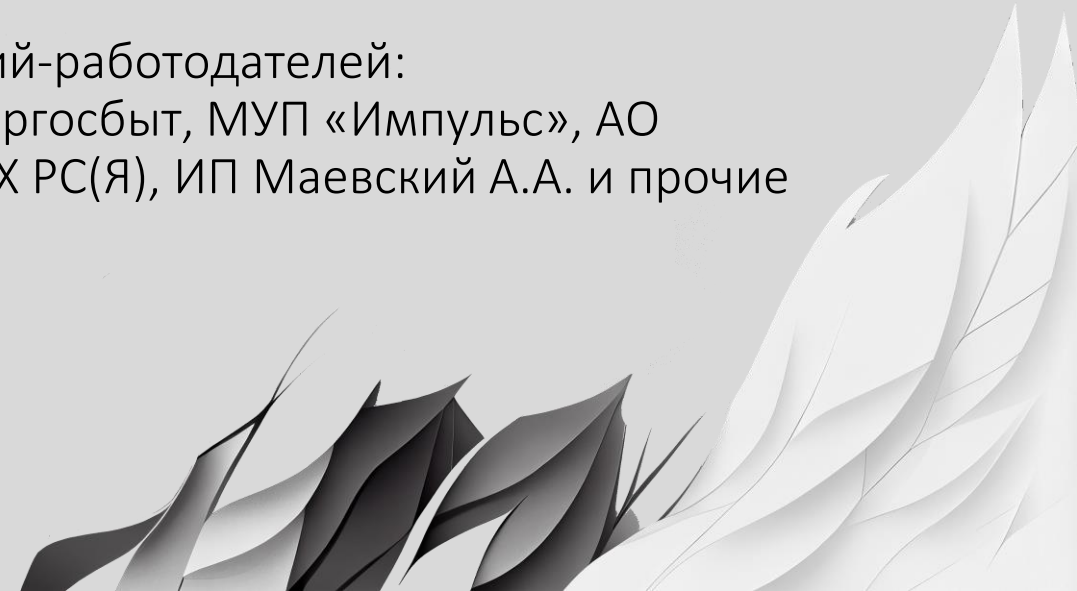 ий-работодателей:
ргосбыт, МУП «Импульс», АО
Х РС(Я), ИП Маевский А.А. и прочие